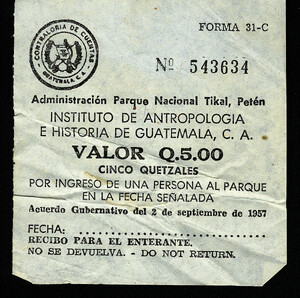 FORMA 31-C
CONTRALORIA DE CUENTAS
GUATEMALA, C. A.
Nº 543634
Administración Parque Nacional Tikal, Petén
INSTITUTO DE ANTROPOLOGIA
E HISTORIA DE GUATEMALA, C. A.
VALOR Q.5.00
CINCO QUETZALES
POR INGRESO DE UNA PERSONA AL PARQUE
EN LA FECHA SEÑALADA
Acuerdo Gubernativo del 2 de septiembre de 1957
FECHA:
RECIBO PARA EL ENTERANTE.
NO SE DEVUELVA. - DO NOT RETURN.